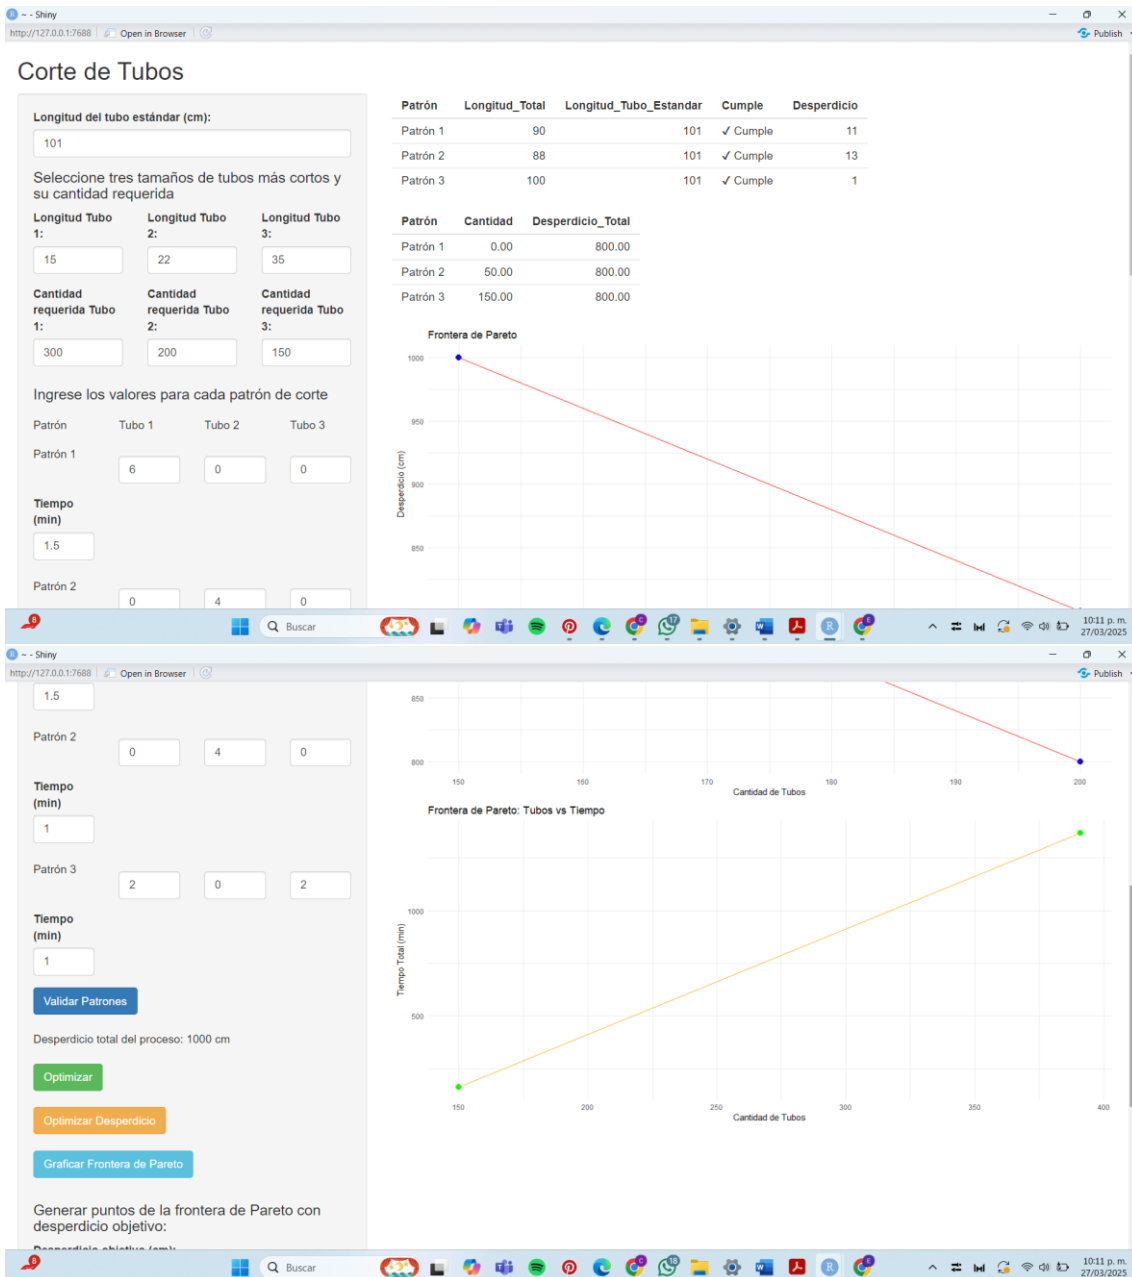 ~ - Shiny
http://127.0.0.1:7688 Open in Browser Publish
Corte de Tubos
Longitud del tubo estándar (cm):
101
Seleccione tres tamaños de tubos más cortos y
su cantidad requerida
Longitud Tubo 1: Longitud Tubo 2: Longitud Tubo 3:
15 22 35
Cantidad requerida Tubo 1: Cantidad requerida Tubo 2: Cantidad requerida Tubo 3:
300 200 150
Ingrese los valores para cada patrón de corte
Patrón Tubo 1 Tubo 2 Tubo 3
Patrón 1
6 0 0
Tiempo
(min)
1.5
Patrón 2
0 4 0
Patrón Longitud_Total Longitud_Tubo_Estandar Cumple Desperdicio
Patrón 1 90 101 ✓ Cumple 11
Patrón 2 88 101 ✓ Cumple 13
Patrón 3 100 101 ✓ Cumple 1
Patrón Cantidad Desperdicio_Total
Patrón 1 0.00 800.00
Patrón 2 50.00 800.00
Patrón 3 150.00 800.00
Frontera de Pareto
1000
950
900
850
Desperdicio (cm)
8
Buscar
17
10:11 p. m.
27/03/2025
~ - Shiny
http://127.0.0.1:7688 Open in Browser Publish
1.5
Patrón 2
0 4 0
Tiempo
(min)
1
Patrón 3
2 0 2
Tiempo
(min)
1
Validar Patrones
Desperdicio total del proceso: 1000 cm
Optimizar
Optimizar Desperdicio
Graficar Frontera de Pareto
Generar puntos de la frontera de Pareto con
desperdicio objetivo:
Desperdicio objetivo (cm):
850
800
150 160 170 180 190 200
Cantidad de Tubos
Frontera de Pareto: Tubos vs Tiempo
1000
500
Tiempo Total (min)
150 200 250 300 350 400
Cantidad de Tubos
8
Buscar
18
10:11 p. m.
27/03/2025